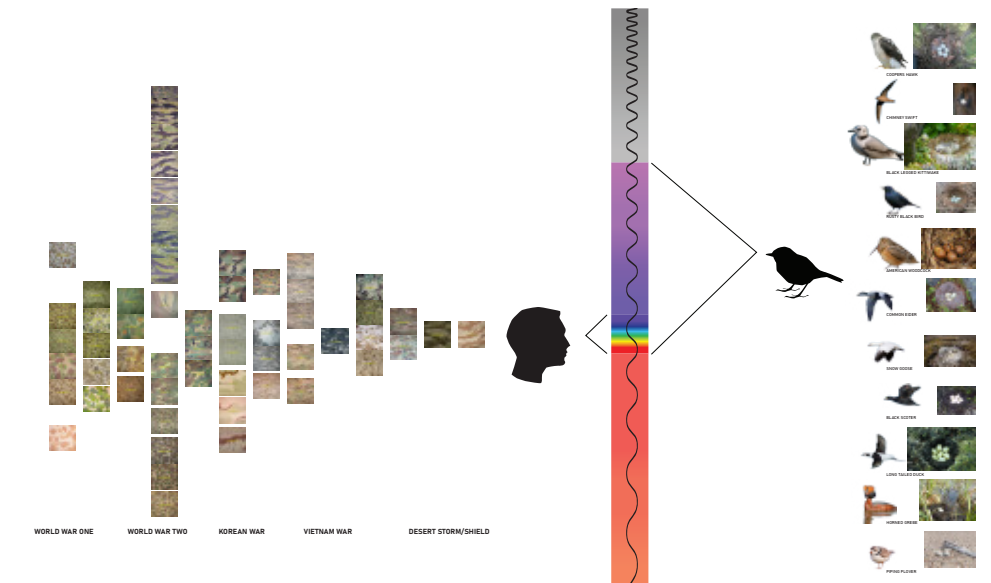 COOPERS HAWK
CHIMNEY SWIFT
BLACK LEGGED KITTIWAKE
RUSTY BLACK BIRD
AMERICAN WOODCOCK
COMMON EIDER
SNOW GOOSE
BLACK SCOTER
LONG TAILED DUCK
HORNED GREBE
PIPING PLOVER
WORLD WAR ONE
WORLD WAR TWO
KOREAN WAR
VIETNAM WAR
DESERT STORM/SHIELD